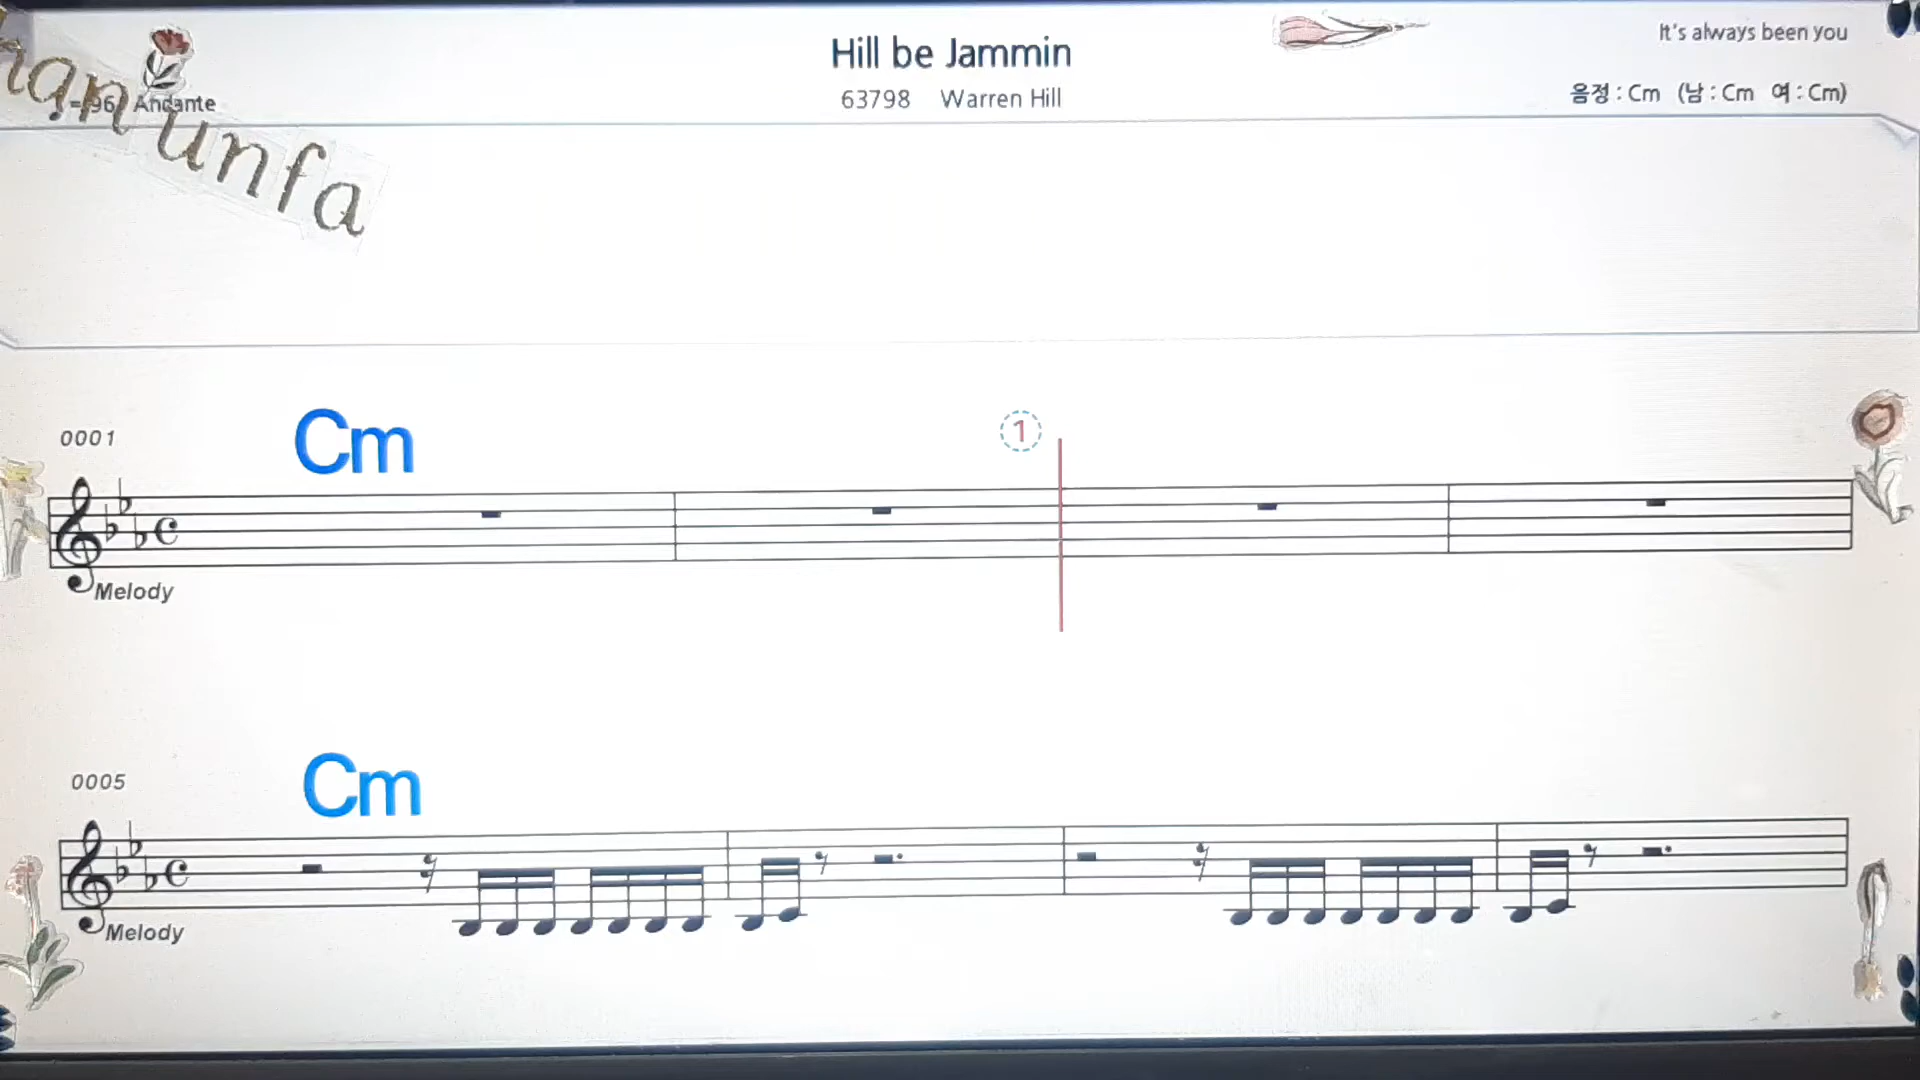 Hill be Jammin
It's always been you
= 96 Andante
63798 Warren Hill
음정 : Cm (남 : Cm 여 : Cm)
unfa
0001
Cm
1
Melody
0005
Cm
Melody